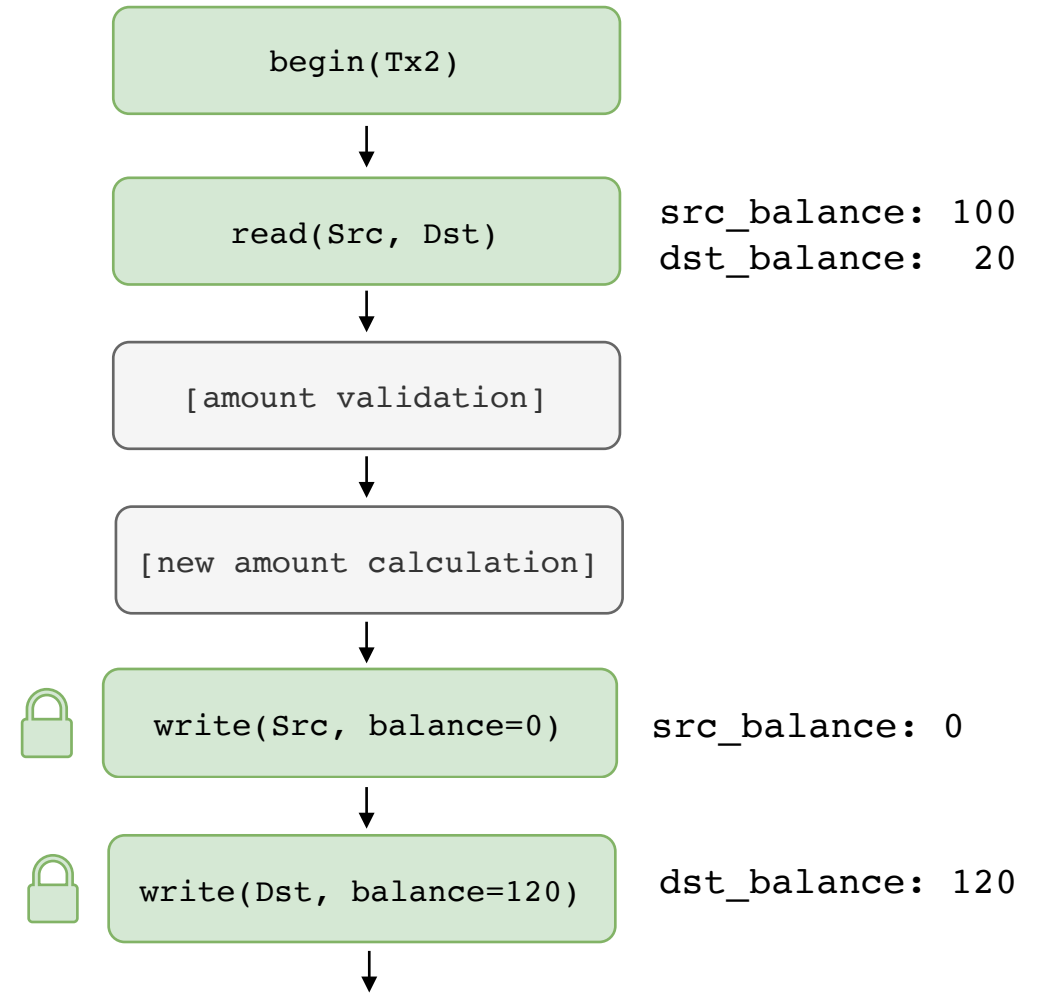 begin(Tx2)
read(Src, Dst)
src_balance: 100
dst_balance:  20
[amount validation]
[new amount calculation]
write(Src, balance=0)
src_balance: 0
write(Dst, balance=120)
dst_balance: 120